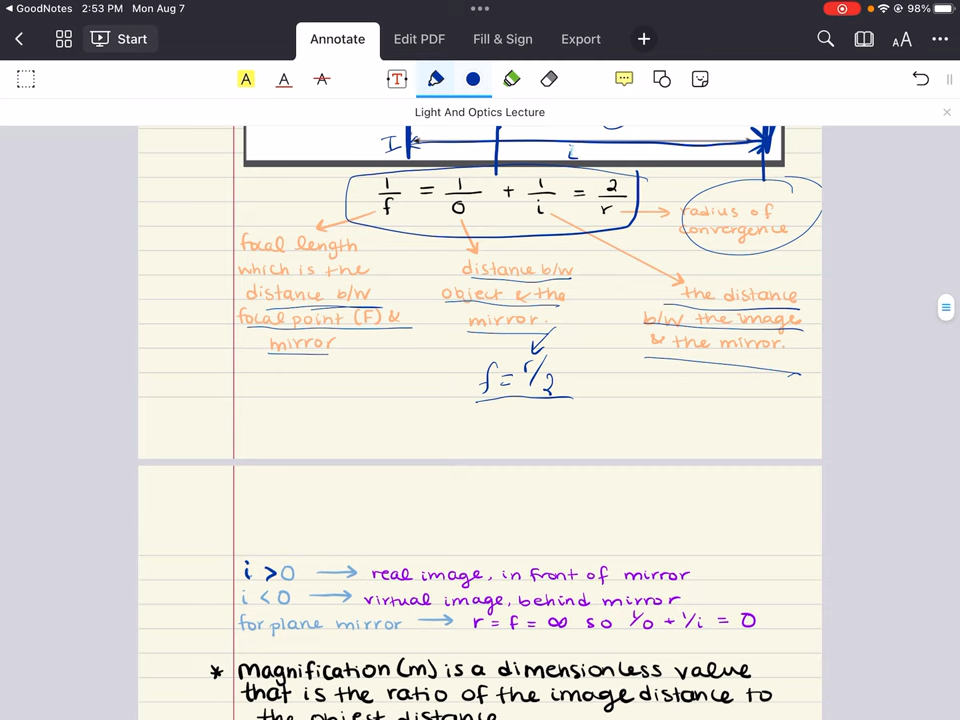 GoodNotes 2:53 PM Mon Aug 7 98%
Start Annotate Edit PDF Fill & Sign Export
A A A T
Light And Optics Lecture
I i
1/f = 1/o + 1/i = 2/r
radius of
convergence
focal length
which is the
distance b/w
focal point (F) &
mirror
distance b/w
object & the
mirror.
the distance
b/w the image
& the mirror.
f = r/2
i > 0 → real image, in front of mirror
i < 0 → virtual image, behind mirror
for plane mirror → r = f = ∞ so 1/o + 1/i = 0
* Magnification (m) is a dimensionless value
that is the ratio of the image distance to
the object distance